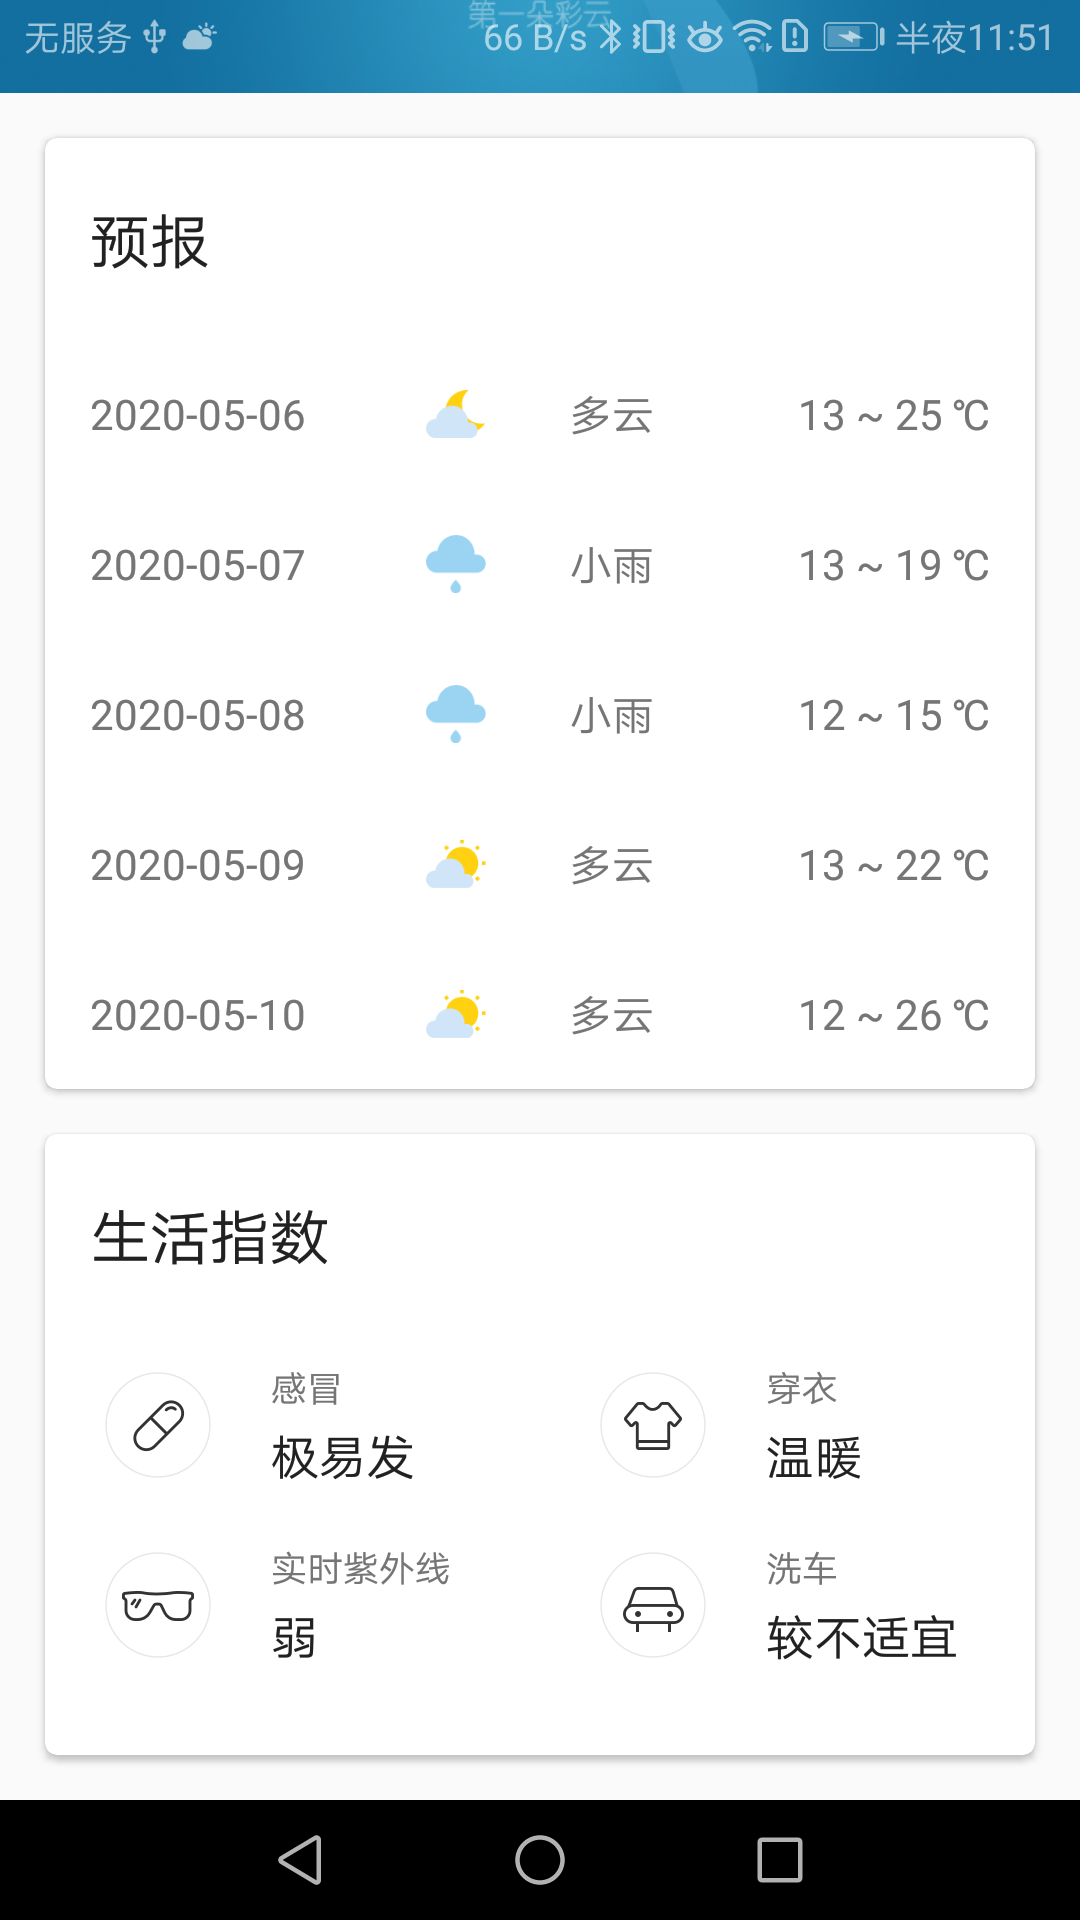 第一朵彩云
无服务 66 B/s 半夜11:51
预报
2020-05-06 多云 13 ~ 25 ℃
2020-05-07 小雨 13 ~ 19 ℃
2020-05-08 小雨 12 ~ 15 ℃
2020-05-09 多云 13 ~ 22 ℃
2020-05-10 多云 12 ~ 26 ℃
生活指数
感冒 穿衣
极易发 温暖
实时紫外线 洗车
弱 较不适宜